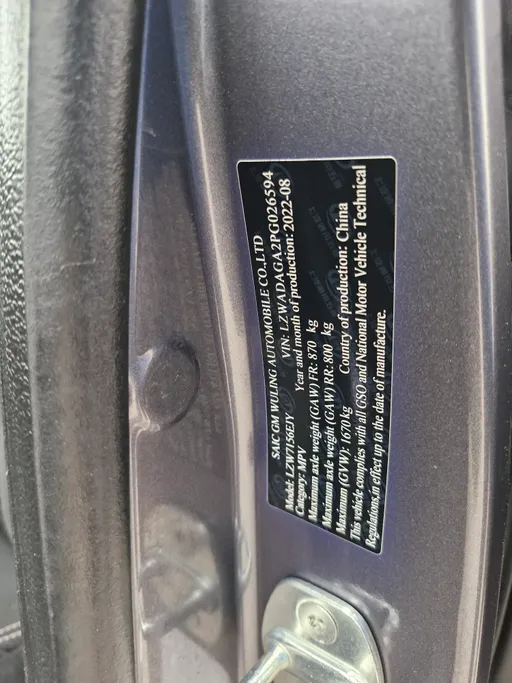 SAIC GM WULING AUTOMOBILE CO.,LTD
Model: LZW7156EJY VIN: LZWADAGA2PG026594
Category: MPV Year and month of production: 2022-08
Maximum axle weight (GAW) FR: 870 kg
Maximum axle weight (GAW) RR: 800 kg
Maximum (GVW): 1670 kg Country of production: China
This vehicle complies with all GSO and National Motor Vehicle Technical
Regulations in effect up to the date of manufacture.